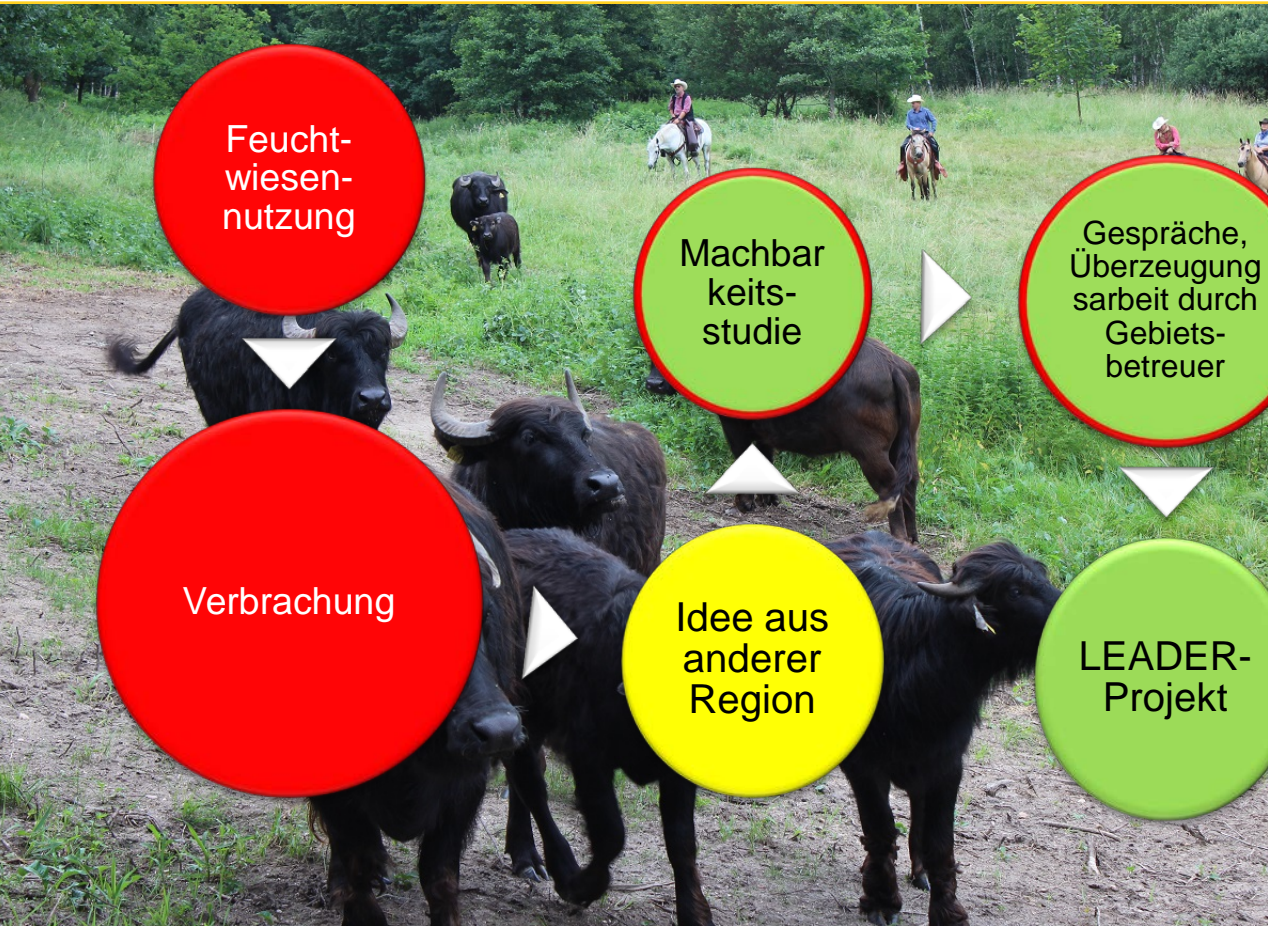 Feucht-
wiesen-
nutzung
Verbrachung
Idee aus
anderer
Region
Machbar
keits-
studie
Gespräche,
Überzeugung
sarbeit durch
Gebiets-
betreuer
LEADER-
Projekt